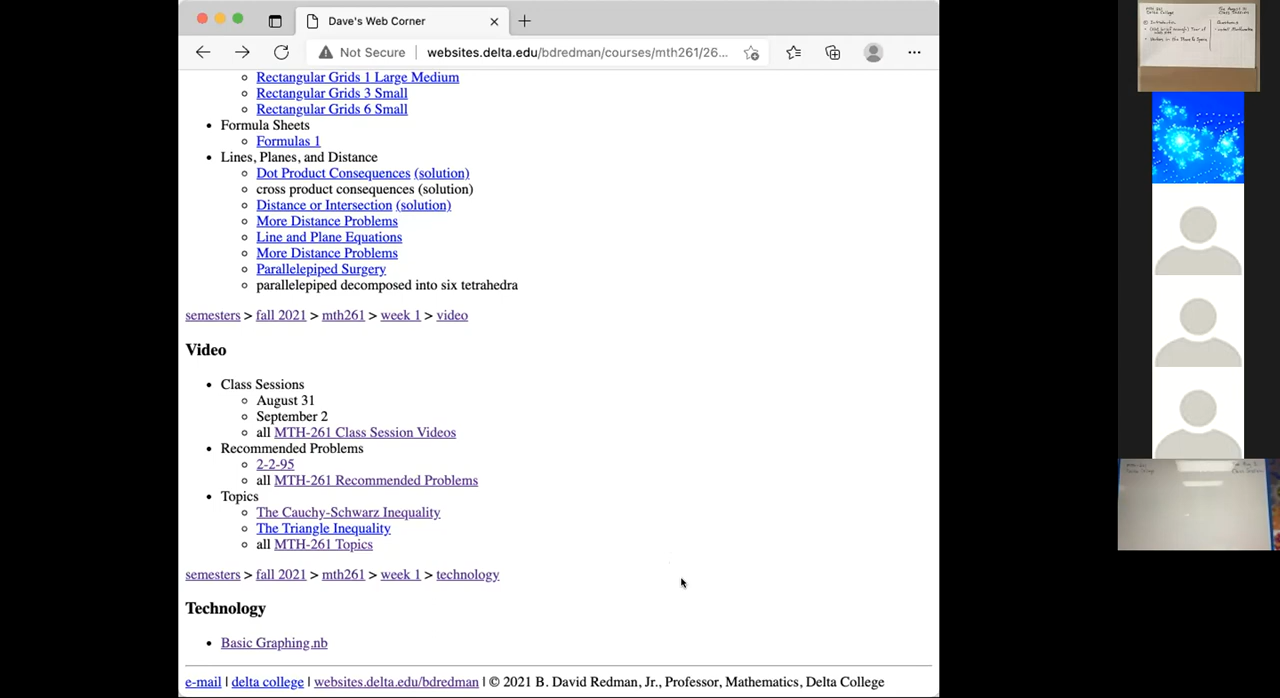 Dave's Web Corner
Not Secure | websites.delta.edu/bdredman/courses/mth261/26...
Rectangular Grids 1 Large Medium
Rectangular Grids 3 Small
Rectangular Grids 6 Small
Formula Sheets
Formulas 1
Lines, Planes, and Distance
Dot Product Consequences (solution)
cross product consequences (solution)
Distance or Intersection (solution)
More Distance Problems
Line and Plane Equations
More Distance Problems
Parallelepiped Surgery
parallelepiped decomposed into six tetrahedra
semesters > fall 2021 > mth261 > week 1 > video
Video
Class Sessions
August 31
September 2
all MTH-261 Class Session Videos
Recommended Problems
2-2-95
all MTH-261 Recommended Problems
Topics
The Cauchy-Schwarz Inequality
The Triangle Inequality
all MTH-261 Topics
semesters > fall 2021 > mth261 > week 1 > technology
Technology
Basic Graphing.nb
e-mail | delta college | websites.delta.edu/bdredman | © 2021 B. David Redman, Jr., Professor, Mathematics, Delta College
Delta College
Introduction
Questions